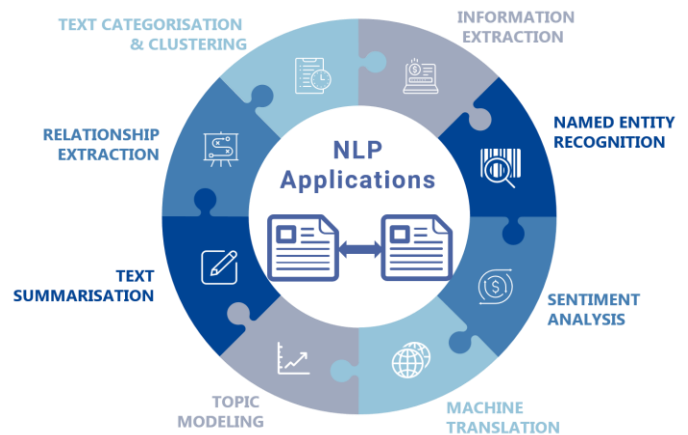 TEXT CATEGORISATION
& CLUSTERING
INFORMATION
EXTRACTION
NAMED ENTITY
RECOGNITION
SENTIMENT
ANALYSIS
MACHINE
TRANSLATION
TOPIC
MODELING
TEXT
SUMMARISATION
RELATIONSHIP
EXTRACTION
NLP
Applications
$
$